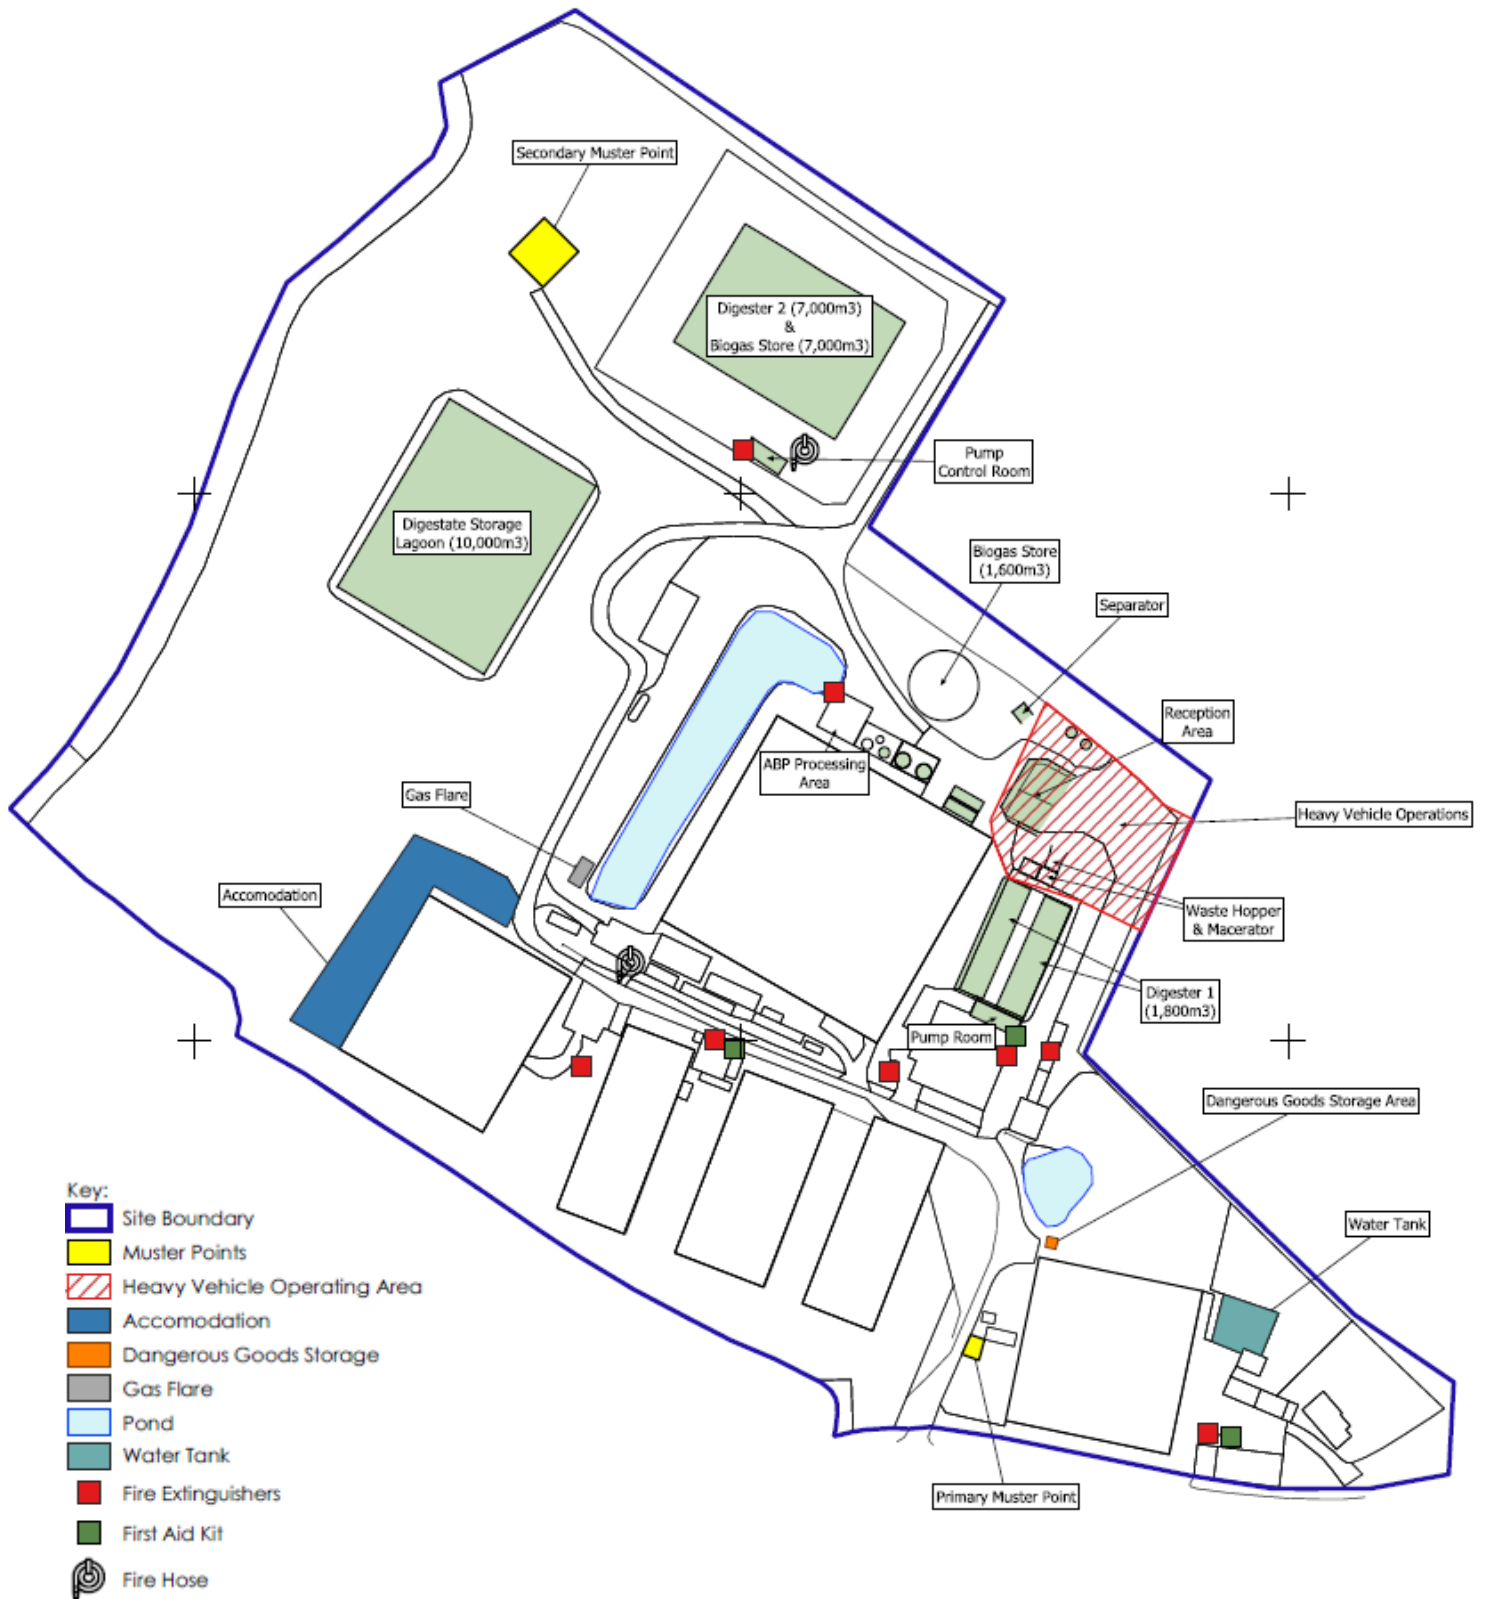 Secondary Muster Point
Digester 2 (7,000m3)
&
Biogas Store (7,000m3)
Pump
Control Room
Digestate Storage
Lagoon (10,000m3)
Biogas Store
(1,600m3)
Separator
Reception
Area
ABP Processing
Area
Gas Flare
Heavy Vehicle Operations
Accomodation
Waste Hopper
& Macerator
Digester 1
(1,800m3)
Pump Room
Dangerous Goods Storage Area
Water Tank
Primary Muster Point
Key:
Site Boundary
Muster Points
Heavy Vehicle Operating Area
Accomodation
Dangerous Goods Storage
Gas Flare
Pond
Water Tank
Fire Extinguishers
First Aid Kit
Fire Hose